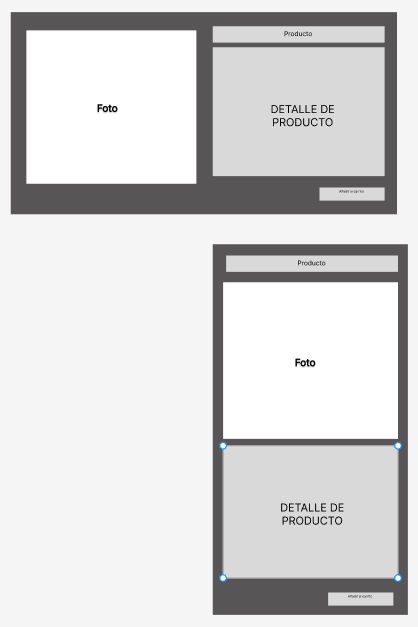 Producto
Foto
DETALLE DE
PRODUCTO
Añadir al carrito
Producto
Foto
DETALLE DE
PRODUCTO
Añadir al carrito